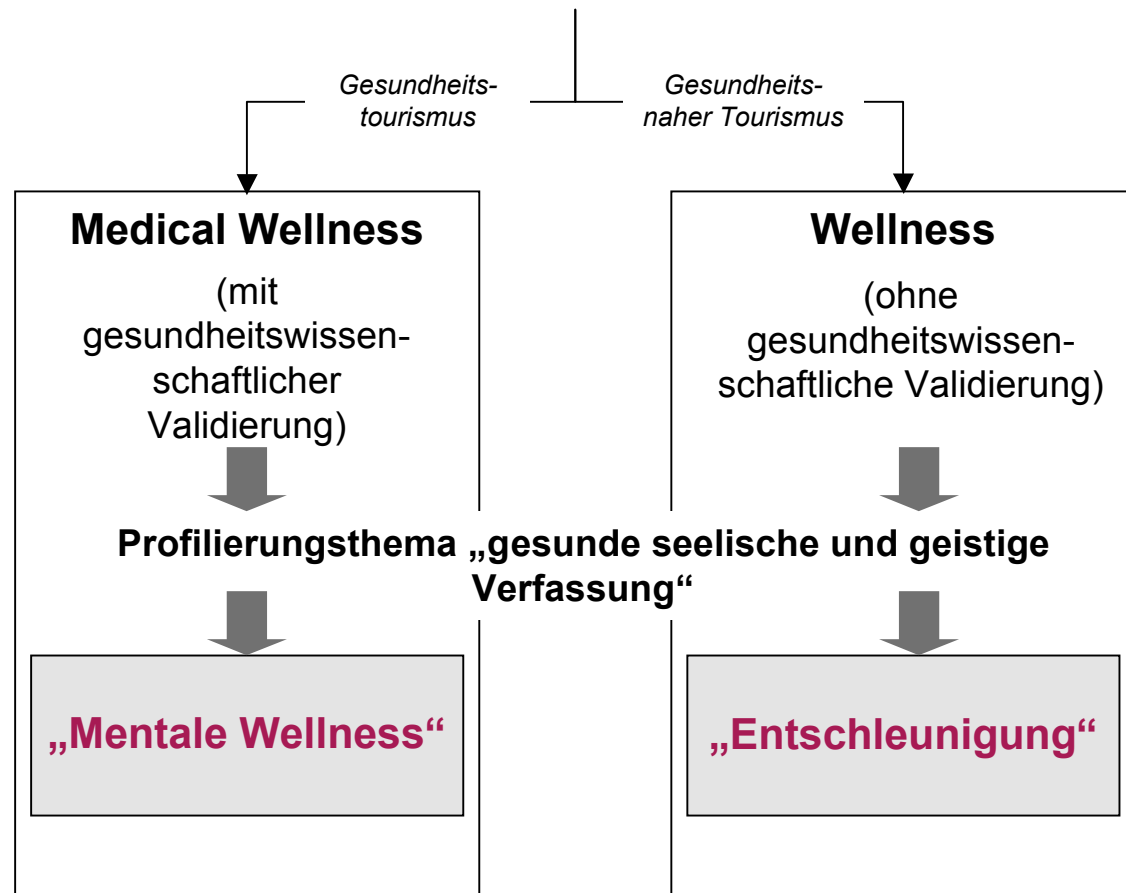 Gesundheits-
tourismus
Gesundheits-
naher Tourismus
Medical Wellness
(mit
gesundheitswissen-
schaftlicher
Validierung)
Wellness
(ohne
gesundheitswissen-
schaftliche Validierung)
Profilierungsthema „gesunde seelische und geistige
Verfassung“
„Mentale Wellness“
„Entschleunigung“